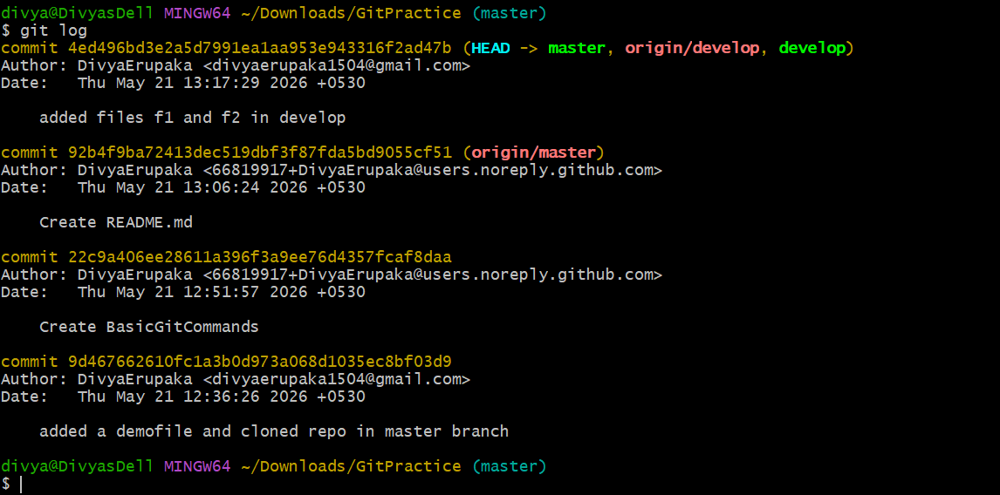 divya@DivyasDell MINGW64 ~/Downloads/GitPractice (master)
$ git log
commit 4ed496bd3e2a5d7991ea1aa953e943316f2ad47b (HEAD -> master, origin/develop, develop)
Author: DivyaErupaka <divyaerupaka1504@gmail.com>
Date:   Thu May 21 13:17:29 2026 +0530

    added files f1 and f2 in develop

commit 92b4f9ba72413dec519dbf3f87fda5bd9055cf51 (origin/master)
Author: DivyaErupaka <66819917+DivyaErupaka@users.noreply.github.com>
Date:   Thu May 21 13:06:24 2026 +0530

    Create README.md

commit 22c9a406ee28611a396f3a9ee76d4357fcaf8daa
Author: DivyaErupaka <66819917+DivyaErupaka@users.noreply.github.com>
Date:   Thu May 21 12:51:57 2026 +0530

    Create BasicGitCommands

commit 9d467662610fc1a3b0d973a068d1035ec8bf03d9
Author: DivyaErupaka <divyaerupaka1504@gmail.com>
Date:   Thu May 21 12:36:26 2026 +0530

    added a demofile and cloned repo in master branch

divya@DivyasDell MINGW64 ~/Downloads/GitPractice (master)
$